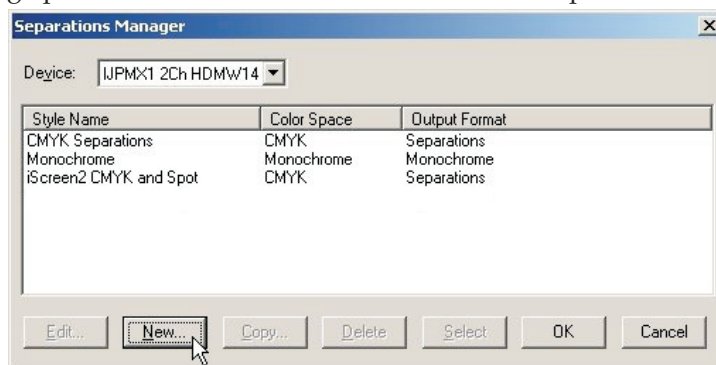 Separations Manager
Device: IJPMX1 2Ch HDMW14
Style Name Color Space Output Format
CMYK Separations CMYK Separations
Monochrome Monochrome Monochrome
iScreen2 CMYK and Spot CMYK Separations
Edit... New... Copy... Delete Select OK Cancel